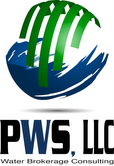 PWS, LLC
Water Brokerage Consulting